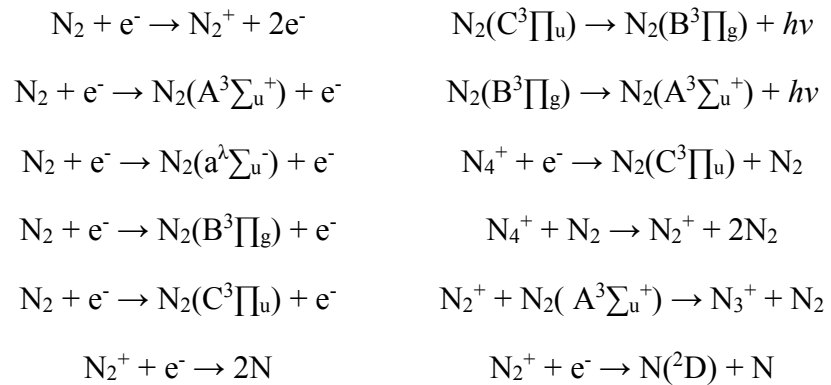 N₂ + e⁻ → N₂⁺ + 2e⁻
N₂ + e⁻ → N₂(A³∑ᵤ⁺) + e⁻
N₂ + e⁻ → N₂(a^λ∑ᵤ⁻) + e⁻
N₂ + e⁻ → N₂(B³∏g) + e⁻
N₂ + e⁻ → N₂(C³∏ᵤ) + e⁻
N₂⁺ + e⁻ → 2N
N₂(C³∏ᵤ) → N₂(B³∏g) + hν
N₂(B³∏g) → N₂(A³∑ᵤ⁺) + hν
N₄⁺ + e⁻ → N₂(C³∏ᵤ) + N₂
N₄⁺ + N₂ → N₂⁺ + 2N₂
N₂⁺ + N₂( A³∑ᵤ⁺) → N₃⁺ + N₂
N₂⁺ + e⁻ → N(²D) + N